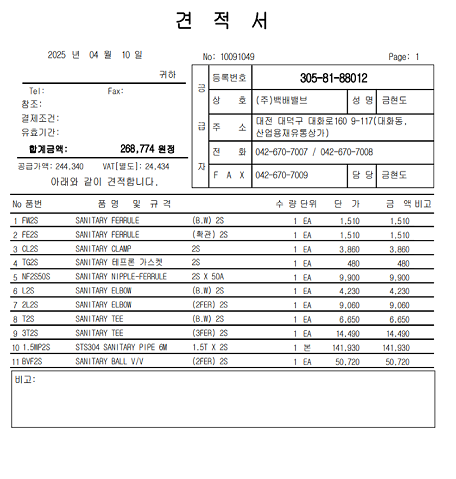 견 적 서
2025 년 04 월 10 일
No: 10091049 Page: 1
귀하
Tel: Fax:
참조:
결제조건:
유효기간:
합계금액: 268,774 원정
공급가액: 244,340 VAT[별도]: 24,434
아래와 같이 견적합니다.
공급자
등록번호 305-81-88012
상 호 (주)백배밸브 성 명 금현도
주 소 대전 대덕구 대화로160 9-117(대화동,
산업용재유통상가)
전 화 042-670-7007 / 042-670-7008
F A X 042-670-7009 담 당 금현도
No 품번 품 명 및 규 격 수 량 단위 단 가 금 액 비고
1 FW2S SANITARY FERRULE (B.W) 2S 1 EA 1,510 1,510
2 FE2S SANITARY FERRULE (확관) 2S 1 EA 1,510 1,510
3 CL2S SANITARY CLAMP 2S 1 EA 3,860 3,860
4 TG2S SANITARY 테프론 가스켓 2S 1 EA 480 480
5 NF2S50S SANITARY NIPPLE-FERRULE 2S X 50A 1 EA 9,900 9,900
6 L2S SANITARY ELBOW (B.W) 2S 1 EA 4,230 4,230
7 2L2S SANITARY ELBOW (2FER) 2S 1 EA 9,060 9,060
8 T2S SANITARY TEE (B.W) 2S 1 EA 6,650 6,650
9 3T2S SANITARY TEE (3FER) 2S 1 EA 14,490 14,490
10 1.5WP2S STS304 SANITARY PIPE 6M 1.5T X 2S 1 본 141,930 141,930
11 BVF2S SANITARY BALL V/V (2FER) 2S 1 EA 50,720 50,720
비고: